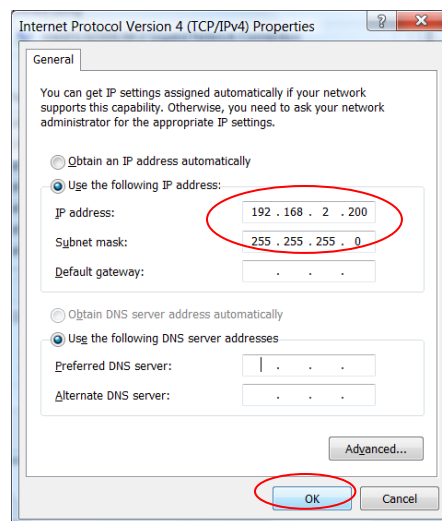 Internet Protocol Version 4 (TCP/IPv4) Properties
General
You can get IP settings assigned automatically if your network
supports this capability. Otherwise, you need to ask your network
administrator for the appropriate IP settings.
Obtain an IP address automatically
Use the following IP address:
IP address: 192 . 168 . 2 . 200
Subnet mask: 255 . 255 . 255 . 0
Default gateway: . . .
Obtain DNS server address automatically
Use the following DNS server addresses
Preferred DNS server: . . .
Alternate DNS server: . . .
Advanced...
OK Cancel